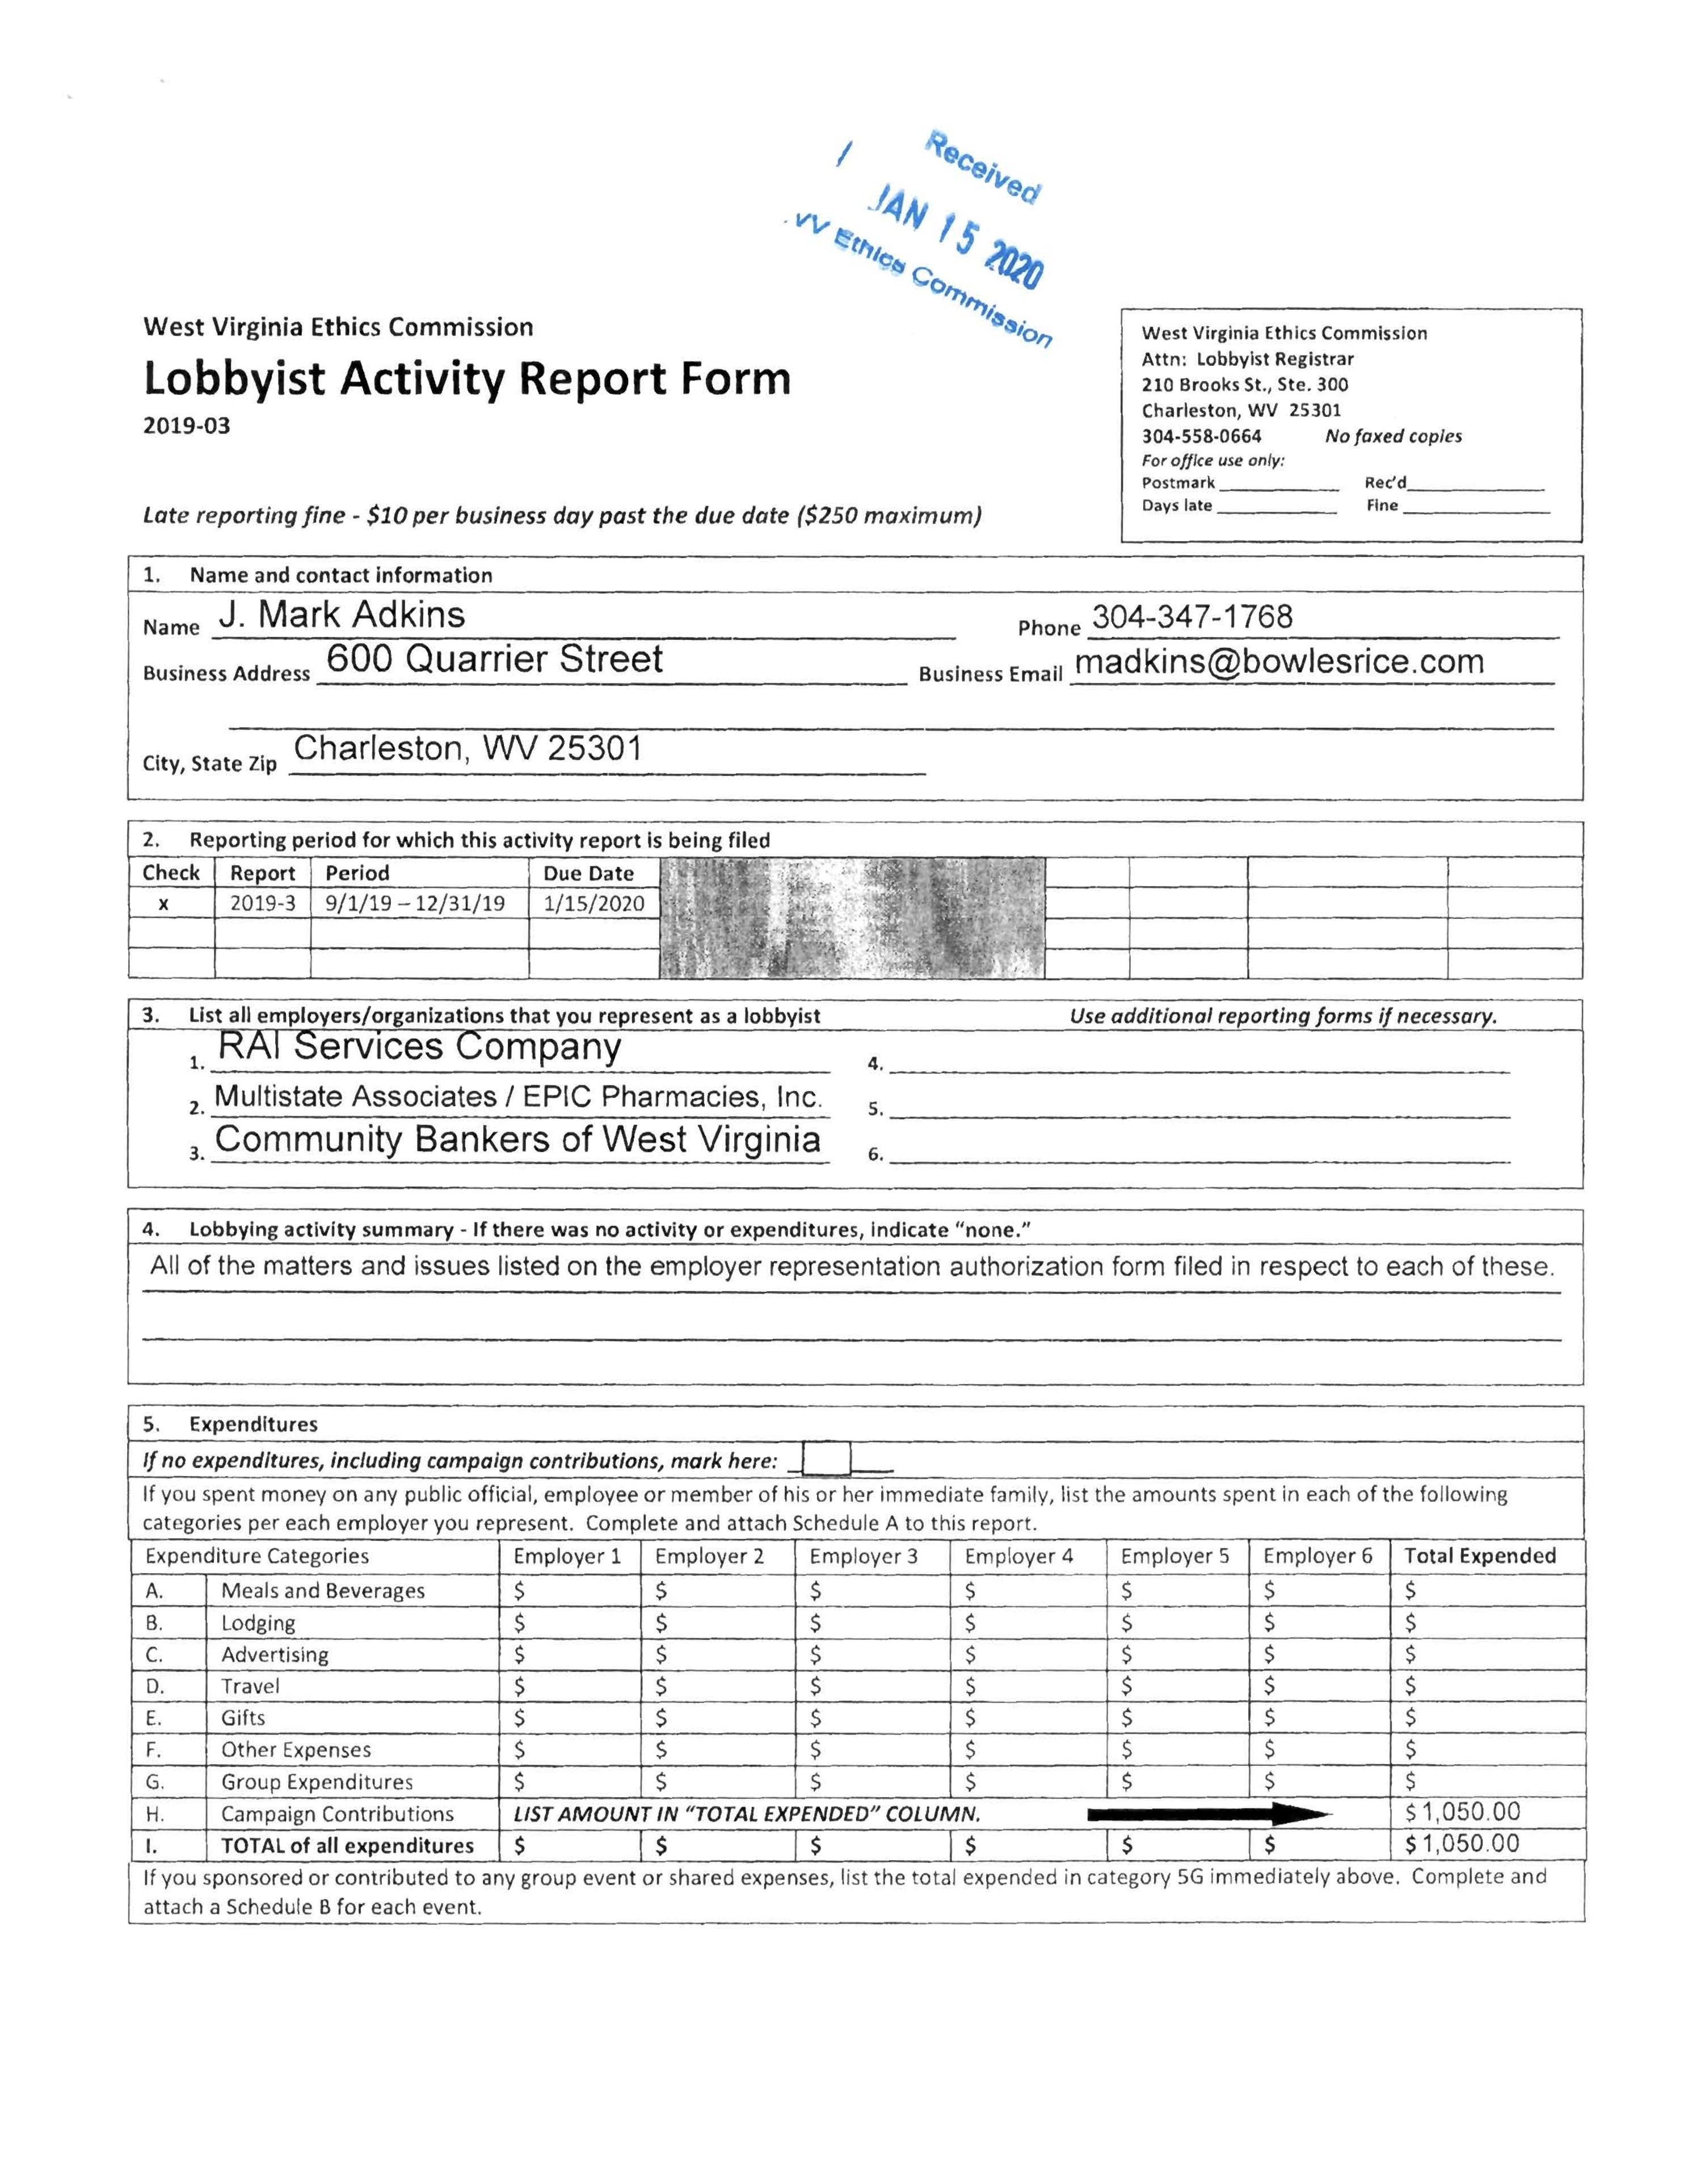 Received
JAN 15 2020
Ethics Commission
West Virginia Ethics Commission
Lobbyist Activity Report Form
2019-03
Late reporting fine - $10 per business day past the due date ($250 maximum)
West Virginia Ethics Commission
Attn: Lobbyist Registrar
210 Brooks St., Ste. 300
Charleston, WV 25301
304-558-0664 No faxed copies
For office use only:
Postmark Rec'd
Days late Fine
1. Name and contact information
Name J. Mark Adkins Phone 304-347-1768
Business Address 600 Quarrier Street Business Email madkins@bowlesrice.com
City, State Zip Charleston, WV 25301
2. Reporting period for which this activity report is being filed
Check Report Period Due Date
x 2019-3 9/1/19 – 12/31/19 1/15/2020
3. List all employers/organizations that you represent as a lobbyist Use additional reporting forms if necessary.
1. RAI Services Company 4.
2. Multistate Associates / EPIC Pharmacies, Inc. 5.
3. Community Bankers of West Virginia 6.
4. Lobbying activity summary - If there was no activity or expenditures, indicate “none.”
All of the matters and issues listed on the employer representation authorization form filed in respect to each of these.
5. Expenditures
If no expenditures, including campaign contributions, mark here:
If you spent money on any public official, employee or member of his or her immediate family, list the amounts spent in each of the following
categories per each employer you represent. Complete and attach Schedule A to this report.
Expenditure Categories Employer 1 Employer 2 Employer 3 Employer 4 Employer 5 Employer 6 Total Expended
A. Meals and Beverages $ $ $ $ $ $ $
B. Lodging $ $ $ $ $ $ $
C. Advertising $ $ $ $ $ $ $
D. Travel $ $ $ $ $ $ $
E. Gifts $ $ $ $ $ $ $
F. Other Expenses $ $ $ $ $ $ $
G. Group Expenditures $ $ $ $ $ $ $
H. Campaign Contributions LIST AMOUNT IN “TOTAL EXPENDED” COLUMN. $1,050.00
I. TOTAL of all expenditures $ $ $ $ $ $ $1,050.00
If you sponsored or contributed to any group event or shared expenses, list the total expended in category 5G immediately above. Complete and
attach a Schedule B for each event.